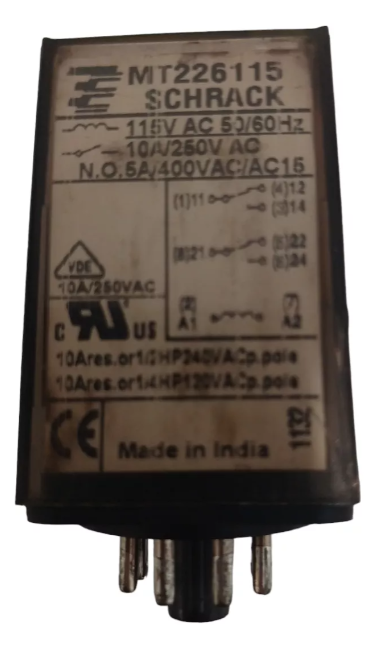 MT226115
SCHRACK
115V AC 50/60Hz
10A/250V AC
N.O.5A/400VAC/AC15
(1)11 (4)12
(3)14
(8)21 (5)22
(6)24
VDE
10A/250VAC
(2) (7)
A1 A2
C RU US
10Ares.or1/2HP240VACp.pole
10Ares.or1/4HP120VACp.pole
CE Made in India 1132